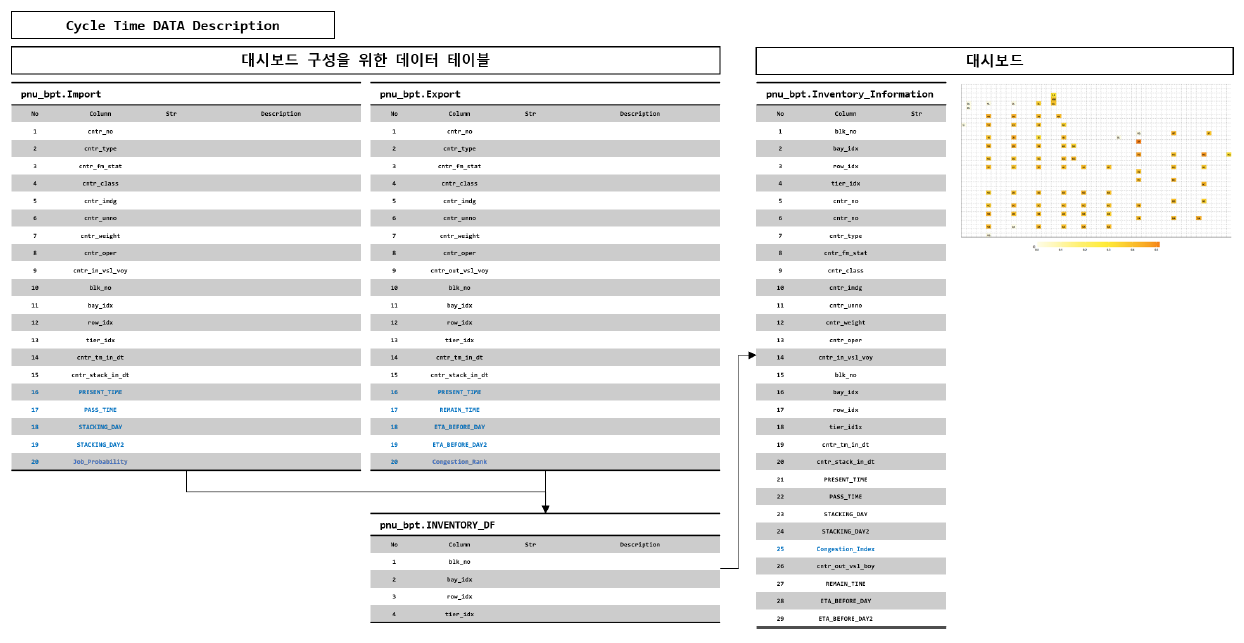 Cycle Time DATA Description
대시보드 구성을 위한 데이터 테이블
pnu_bpt.Import
No Column Str Description
1 cntr_no
2 cntr_type
3 cntr_fm_stat
4 cntr_class
5 cntr_imdg
6 cntr_unno
7 cntr_weight
8 cntr_oper
9 cntr_in_vsl_voy
10 blk_no
11 bay_idx
12 row_idx
13 tier_idx
14 cntr_tm_in_dt
15 cntr_stack_in_dt
16 PRESENT_TIME
17 PASS_TIME
18 STACKING_DAY
19 STACKING_DAY2
20 Job_Probability
pnu_bpt.Export
No Column Str Description
1 cntr_no
2 cntr_type
3 cntr_fm_stat
4 cntr_class
5 cntr_imdg
6 cntr_unno
7 cntr_weight
8 cntr_oper
9 cntr_out_vsl_voy
10 blk_no
11 bay_idx
12 row_idx
13 tier_idx
14 cntr_tm_in_dt
15 cntr_stack_in_dt
16 PRESENT_TIME
17 REMAIN_TIME
18 ETA_BEFORE_DAY
19 ETA_BEFORE_DAY2
20 Congestion_Rank
pnu_bpt.INVENTORY_DF
No Column Str Description
1 blk_no
2 bay_idx
3 row_idx
4 tier_idx
대시보드
pnu_bpt.Inventory_Information
No Column Str
1 blk_no
2 bay_idx
3 row_idx
4 tier_idx
5 cntr_no
6 cntr_no
7 cntr_type
8 cntr_fm_stat
9 cntr_class
10 cntr_imdg
11 cntr_unno
12 cntr_weight
13 cntr_oper
14 cntr_in_vsl_voy
15 blk_no
16 bay_idx
17 row_idx
18 tier_id1x
19 cntr_tm_in_dt
20 cntr_stack_in_dt
21 PRESENT_TIME
22 PASS_TIME
23 STACKING_DAY
24 STACKING_DAY2
25 Congestion_Index
26 cntr_out_vsl_boy
27 REMAIN_TIME
28 ETA_BEFORE_DAY
29 ETA_BEFORE_DAY2